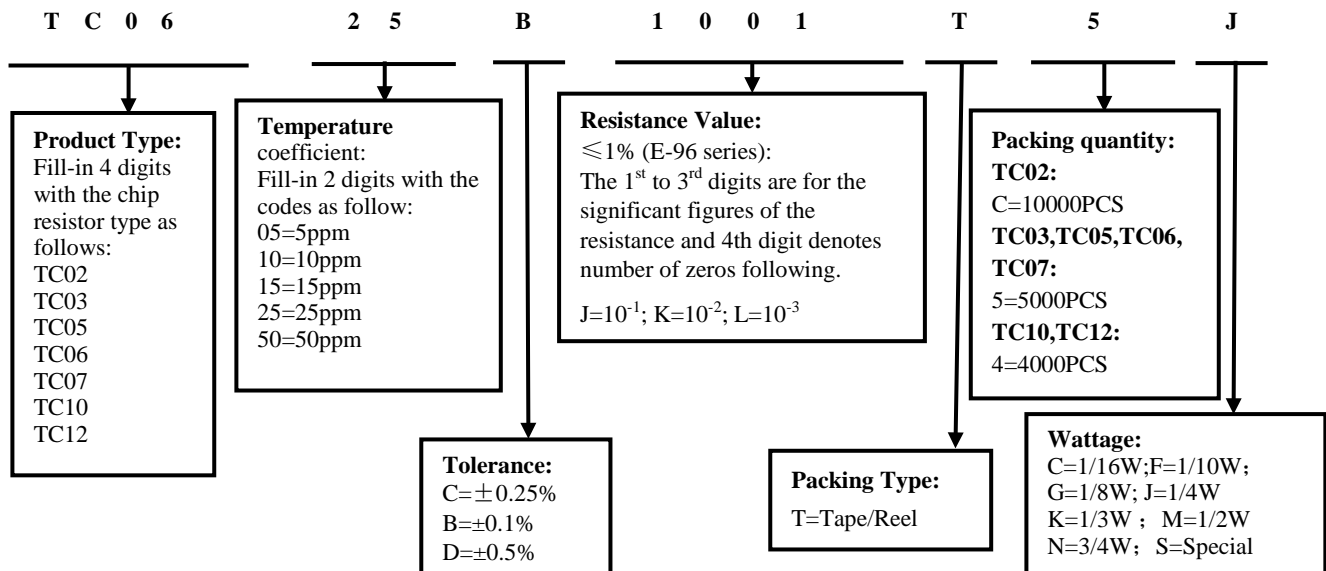 T C 0 6 2 5 B 1 0 0 1 T 5 J
Product Type:
Fill-in 4 digits
with the chip
resistor type as
follows:
TC02
TC03
TC05
TC06
TC07
TC10
TC12
Temperature
coefficient:
Fill-in 2 digits with the
codes as follow:
05=5ppm
10=10ppm
15=15ppm
25=25ppm
50=50ppm
Tolerance:
C=±0.25%
B=±0.1%
D=±0.5%
Resistance Value:
≤1% (E-96 series):
The 1st to 3rd digits are for the
significant figures of the
resistance and 4th digit denotes
number of zeros following.
J=10⁻¹; K=10⁻²; L=10⁻³
Packing Type:
T=Tape/Reel
Packing quantity:
TC02:
C=10000PCS
TC03,TC05,TC06,
TC07:
5=5000PCS
TC10,TC12:
4=4000PCS
Wattage:
C=1/16W;F=1/10W；
G=1/8W; J=1/4W
K=1/3W ；M=1/2W
N=3/4W；S=Special